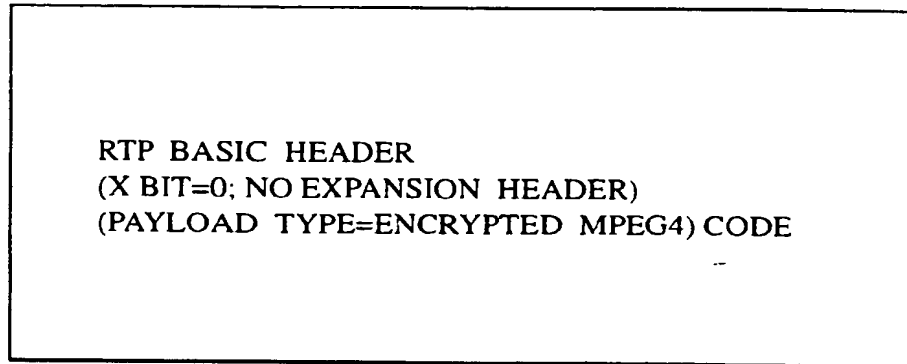 RTP BASIC HEADER
(X BIT=0; NO EXPANSION HEADER)
(PAYLOAD TYPE=ENCRYPTED MPEG4) CODE